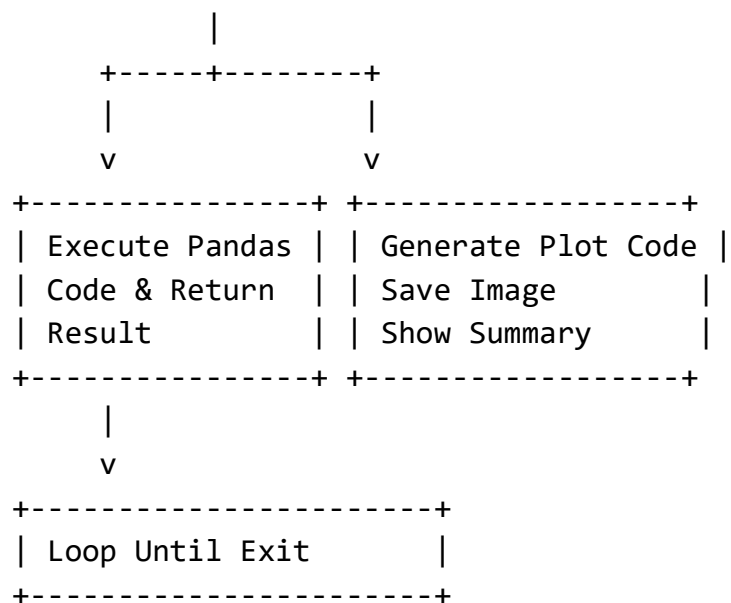 |
+-----+--------+
|               |
v               v
+----------------+ +------------------+
| Execute Pandas | | Generate Plot Code |
| Code & Return  | | Save Image        |
| Result         | | Show Summary      |
+----------------+ +------------------+
|
v
+-----------------------+
| Loop Until Exit       |
+-----------------------+